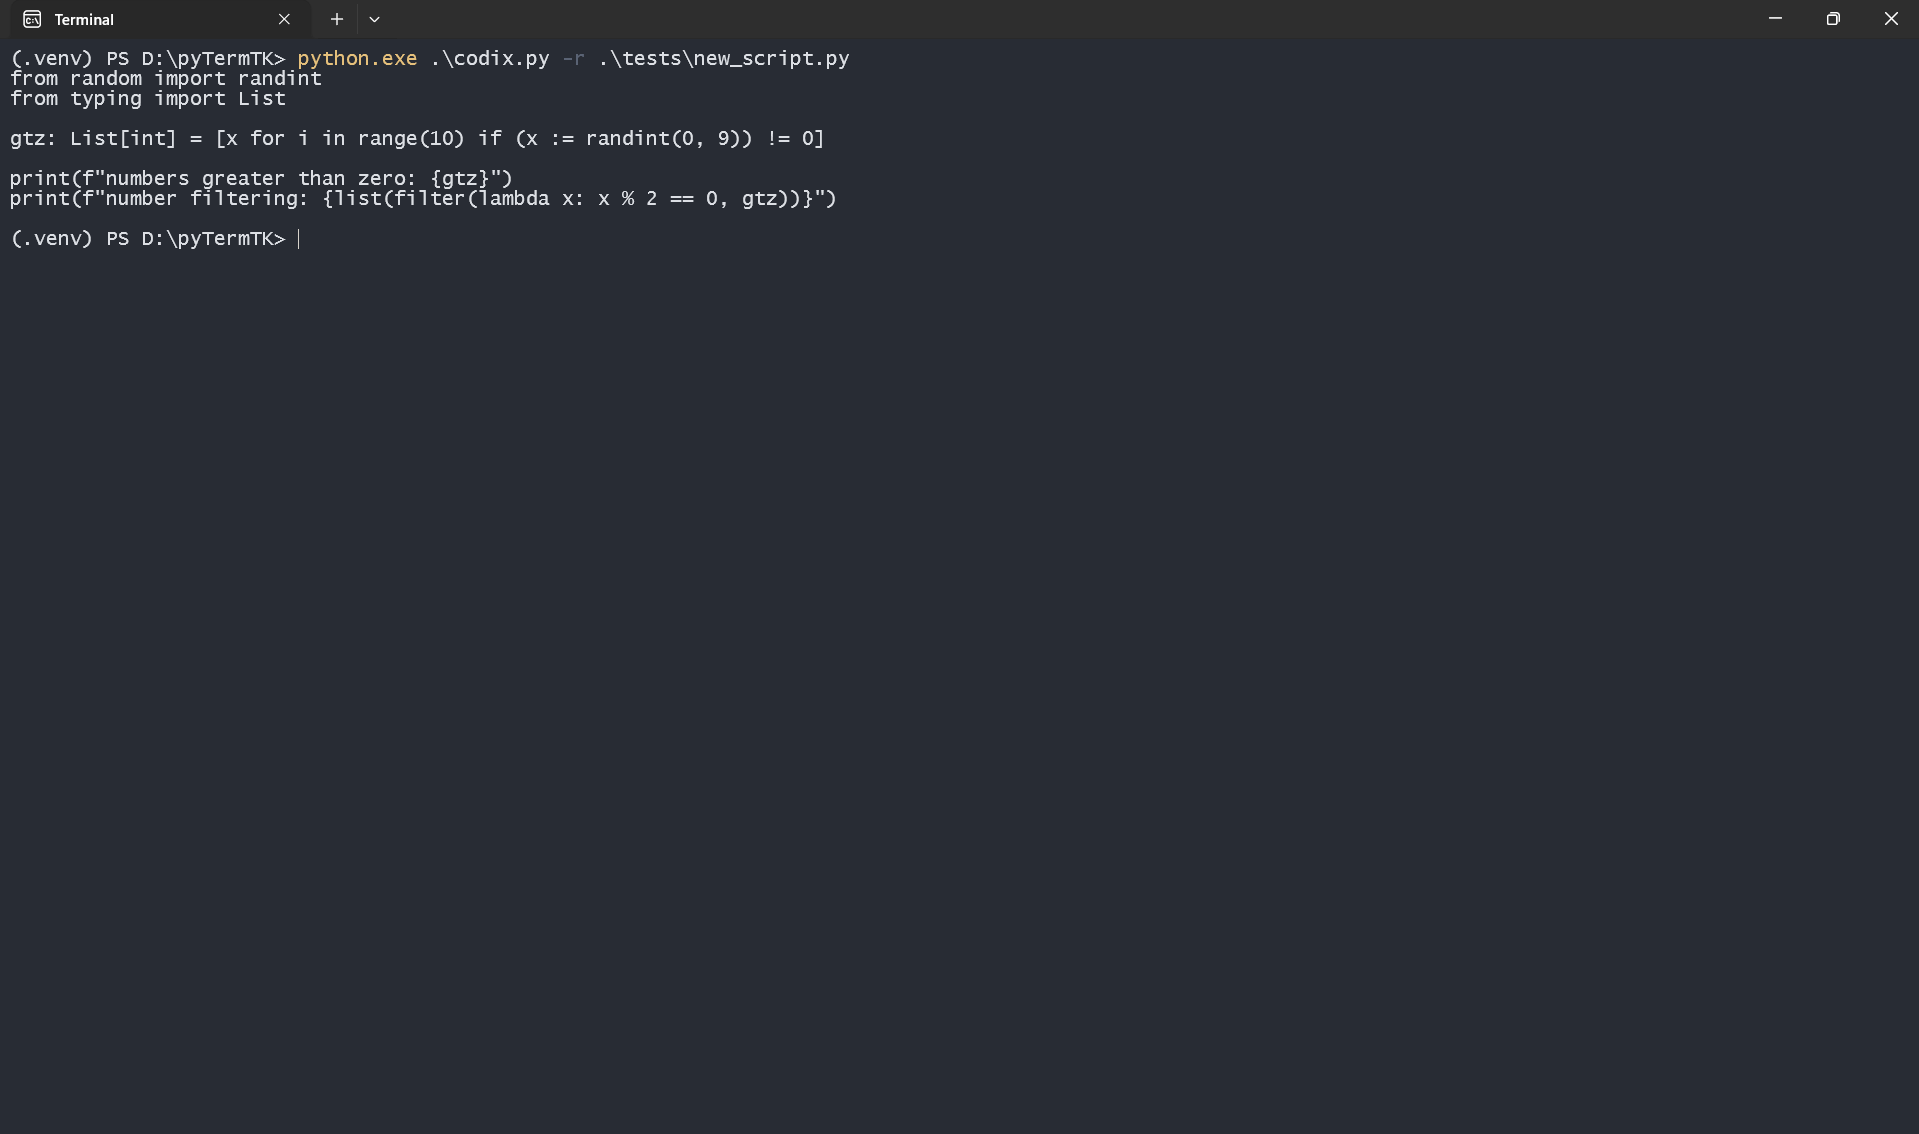 Terminal
(.venv) PS D:\pyTermTK> python.exe .\codix.py -r .\tests\new_script.py
from random import randint
from typing import List
gtz: List[int] = [x for i in range(10) if (x := randint(0, 9)) != 0]
print(f"numbers greater than zero: {gtz}")
print(f"number filtering: {list(filter(lambda x: x % 2 == 0, gtz))}")
(.venv) PS D:\pyTermTK>